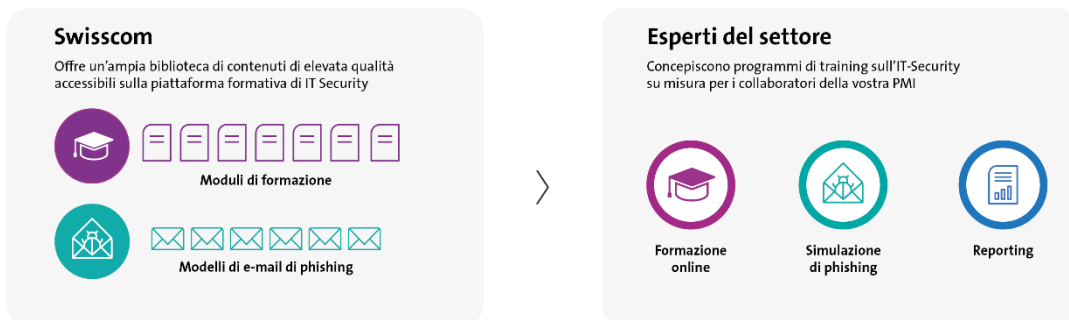 Swisscom
Offre un'ampia biblioteca di contenuti di elevata qualità
accessibili sulla piattaforma formativa di IT Security
Moduli di formazione
Modelli di e-mail di phishing
Esperti del settore
Concepiscono programmi di training sull'IT-Security
su misura per i collaboratori della vostra PMI
Formazione
online
Simulazione
di phishing
Reporting